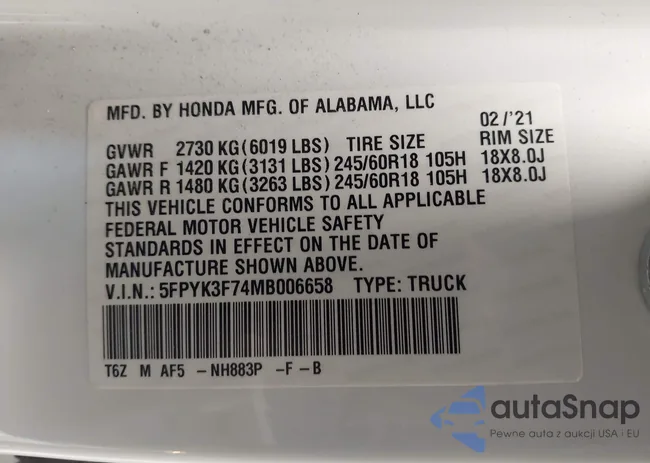 MFD. BY HONDA MFG. OF ALABAMA, LLC
02/'21
GVWR 2730 KG(6019 LBS) TIRE SIZE RIM SIZE
GAWR F 1420 KG(3131 LBS)245/60R18 105H 18X8.0J
GAWR R 1480 KG(3263 LBS)245/60R18 105H 18X8.0J
THIS VEHICLE CONFORMS TO ALL APPLICABLE
FEDERAL MOTOR VEHICLE SAFETY
STANDARDS IN EFFECT ON THE DATE OF
MANUFACTURE SHOWN ABOVE.
V.I.N.: 5FPYK3F74MB006658 TYPE: TRUCK
T6Z M AF5 -NH883P -F -B
autaSnap
Pewne auta z aukcji USA i EU